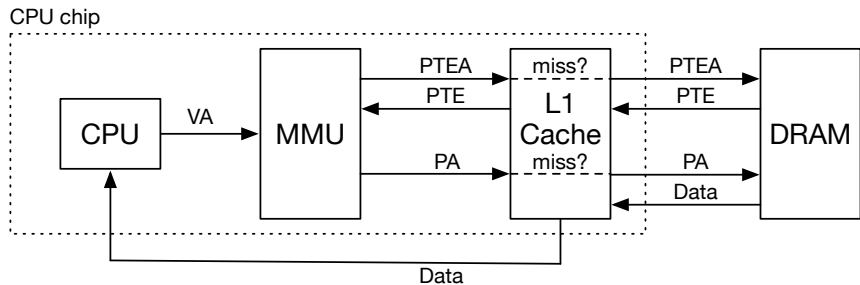 CPU chip
PTEA
miss?
PTEA
PTE
L1
Cache
PTE
CPU
VA
MMU
DRAM
PA
miss?
PA
Data
Data